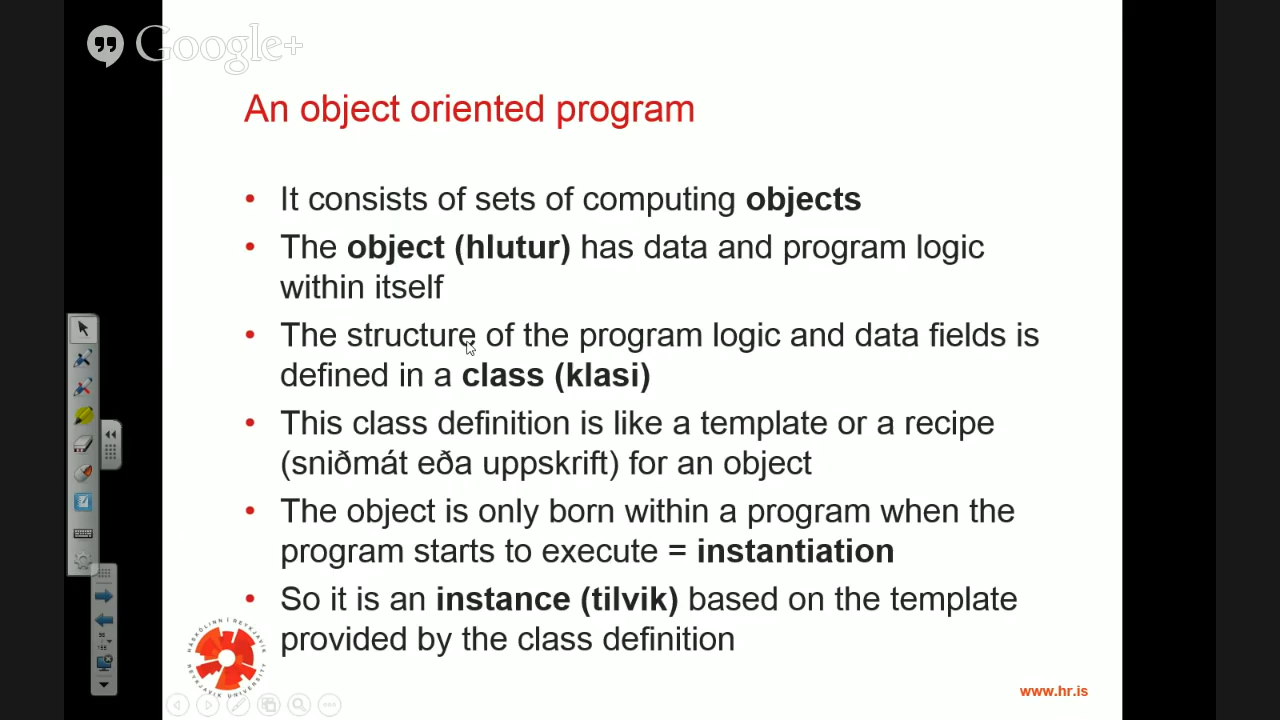 Google+
An object oriented program
• It consists of sets of computing objects
• The object (hlutur) has data and program logic
within itself
• The structure of the program logic and data fields is
defined in a class (klasi)
• This class definition is like a template or a recipe
(sniðmát eða uppskrift) for an object
• The object is only born within a program when the
program starts to execute = instantiation
• So it is an instance (tilvik) based on the template
provided by the class definition
HÁSKÓLINN Í REYKJAVÍK
REYKJAVIK UNIVERSITY
www.hr.is